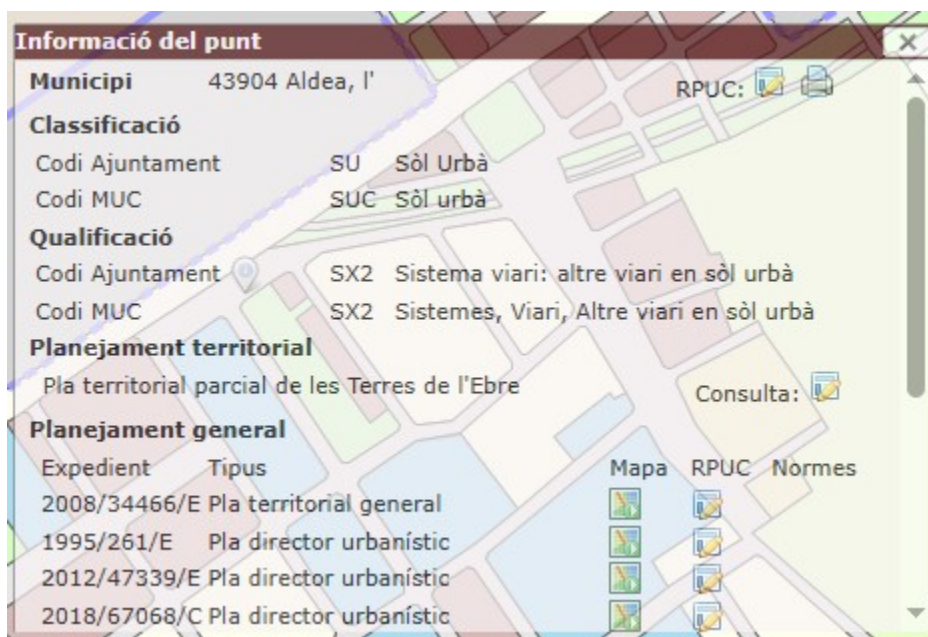 Informació del punt
Municipi 43904 Aldea, l' RPUC:
Classificació
Codi Ajuntament SU Sòl Urbà
Codi MUC SUC Sòl urbà
Qualificació
Codi Ajuntament SX2 Sistema viari: altre viari en sòl urbà
Codi MUC SX2 Sistemes, Viari, Altre viari en sòl urbà
Planejament territorial
Pla territorial parcial de les Terres de l'Ebre Consulta:
Planejament general
Expedient Tipus Mapa RPUC Normes
2008/34466/E Pla territorial general
1995/261/E Pla director urbanístic
2012/47339/E Pla director urbanístic
2018/67068/C Pla director urbanístic